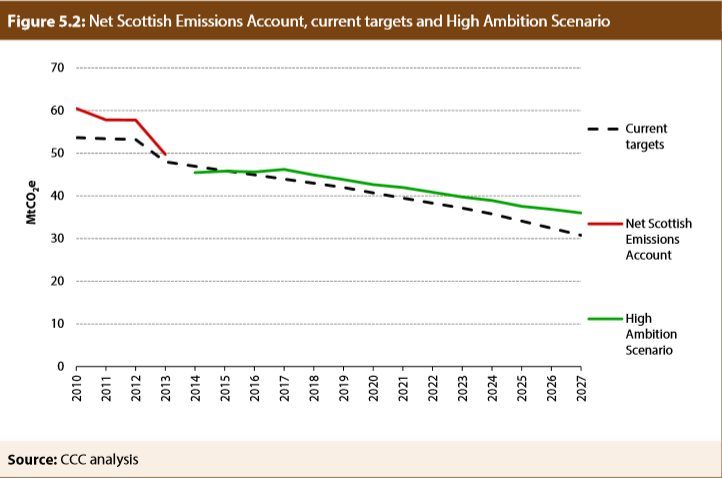 Figure 5.2: Net Scottish Emissions Account, current targets and High Ambition Scenario
70
60
50
40
30
20
10
0
MtCO₂e
2010
2011
2012
2013
2014
2015
2016
2017
2018
2019
2020
2021
2022
2023
2024
2025
2026
2027
Current
targets
Net Scottish
Emissions
Account
High
Ambition
Scenario
Source: CCC analysis